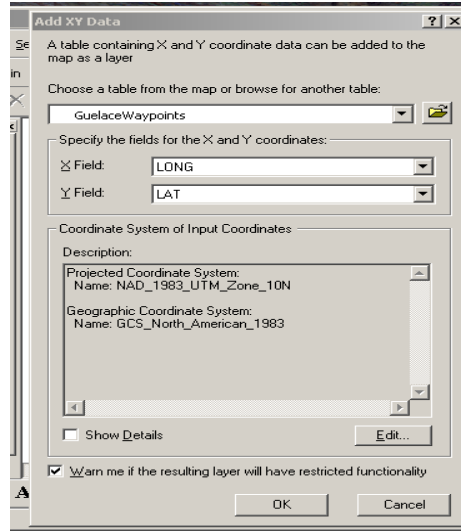 Add XY Data
? X
Se
A table containing X and Y coordinate data can be added to the
map as a layer
in
Choose a table from the map or browse for another table:
GuelaceWaypoints
Specify the fields for the X and Y coordinates:
X Field:
LONG
Y Field:
LAT
Coordinate System of Input Coordinates
Description:
Projected Coordinate System:
Name: NAD_1983_UTM_Zone_10N
Geographic Coordinate System:
Name: GCS_North_American_1983
Show Details
Edit...
Warn me if the resulting layer will have restricted functionality
A
OK
Cancel